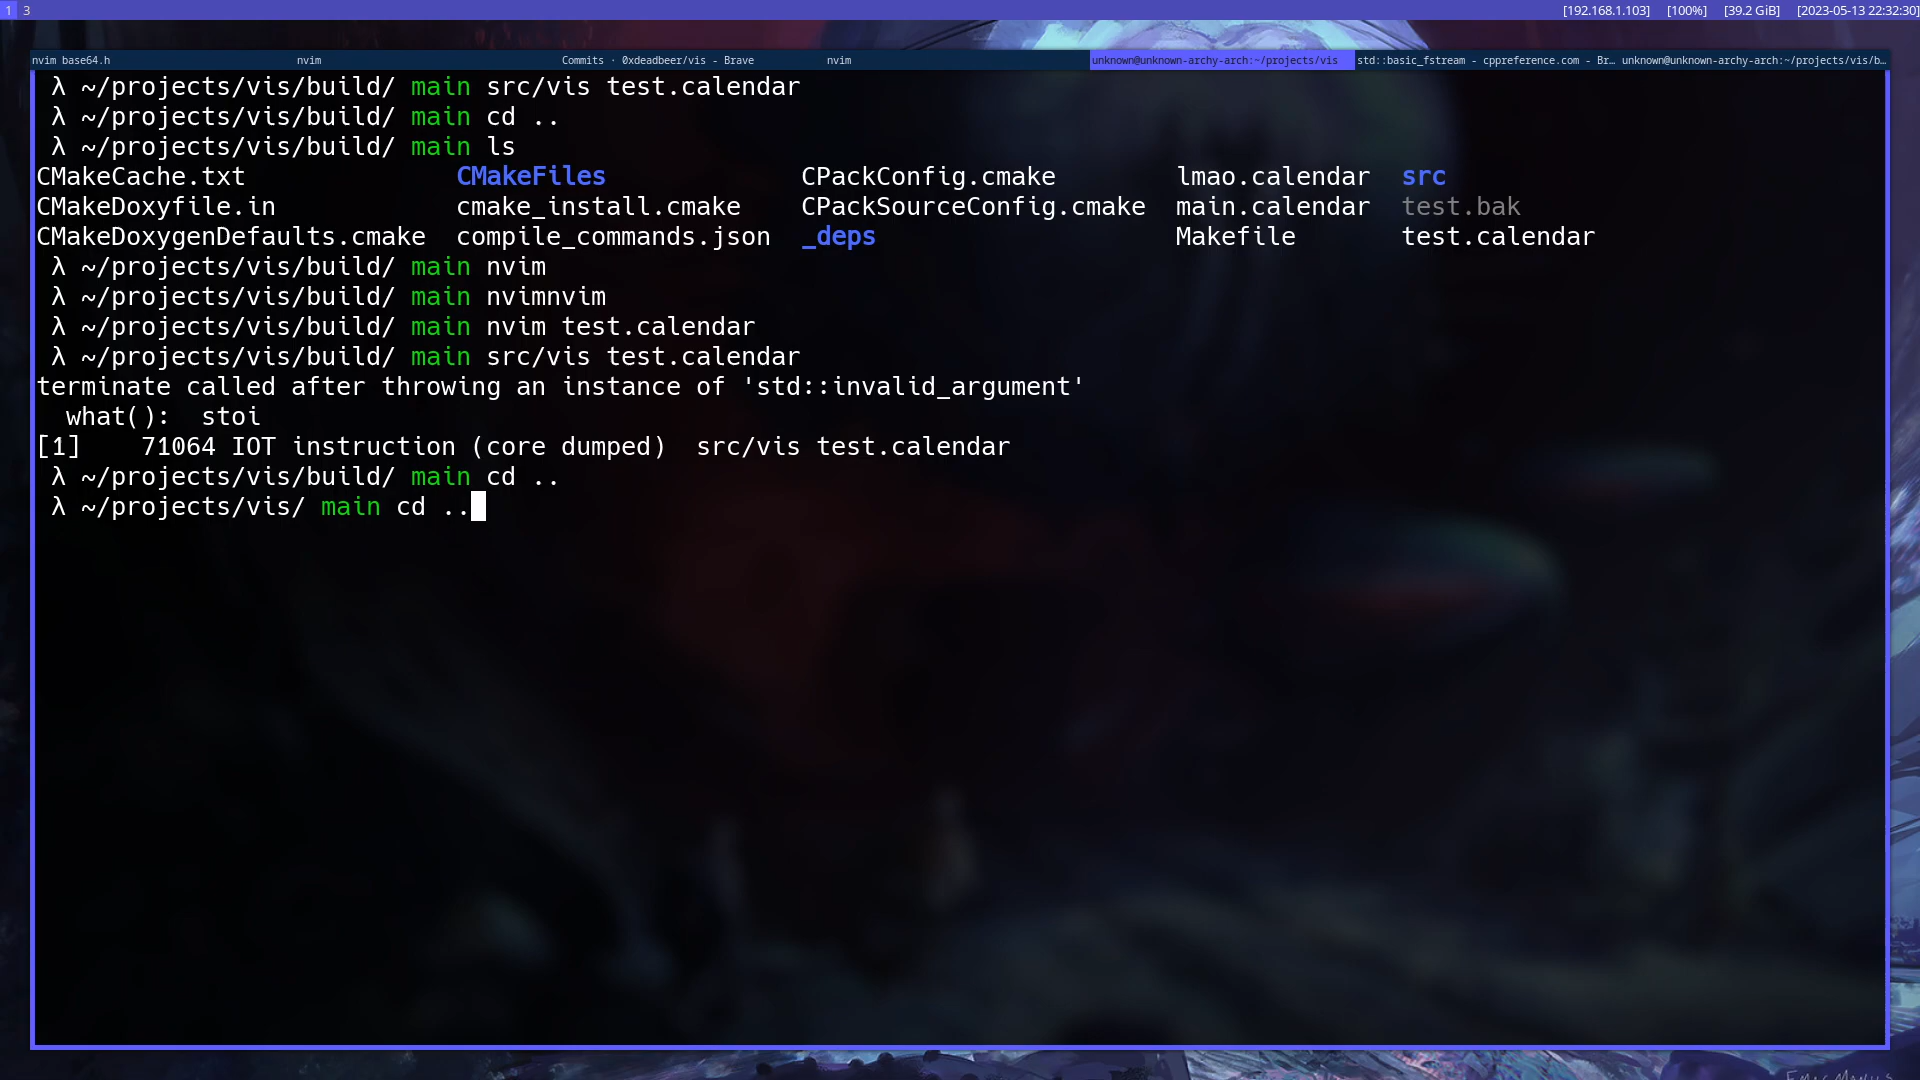 1 3 [192.168.1.103] [100%] [39.2 GiB] [2023-05-13 22:32:30]
nvim base64.h nvim Commits · 0xdeadbeer/vis - Brave nvim unknown@unknown-archy-arch:~/projects/vis std::basic_fstream - cppreference.com - Br… unknown@unknown-archy-arch:~/projects/vis/b…
λ ~/projects/vis/build/ main src/vis test.calendar
λ ~/projects/vis/build/ main cd ..
λ ~/projects/vis/build/ main ls
CMakeCache.txt CMakeFiles CPackConfig.cmake lmao.calendar src
CMakeDoxyfile.in cmake_install.cmake CPackSourceConfig.cmake main.calendar test.bak
CMakeDoxygenDefaults.cmake compile_commands.json _deps Makefile test.calendar
λ ~/projects/vis/build/ main nvim
λ ~/projects/vis/build/ main nvimnvim
λ ~/projects/vis/build/ main nvim test.calendar
λ ~/projects/vis/build/ main src/vis test.calendar
terminate called after throwing an instance of 'std::invalid_argument'
what(): stoi
[1] 71064 IOT instruction (core dumped) src/vis test.calendar
λ ~/projects/vis/build/ main cd ..
λ ~/projects/vis/ main cd ..